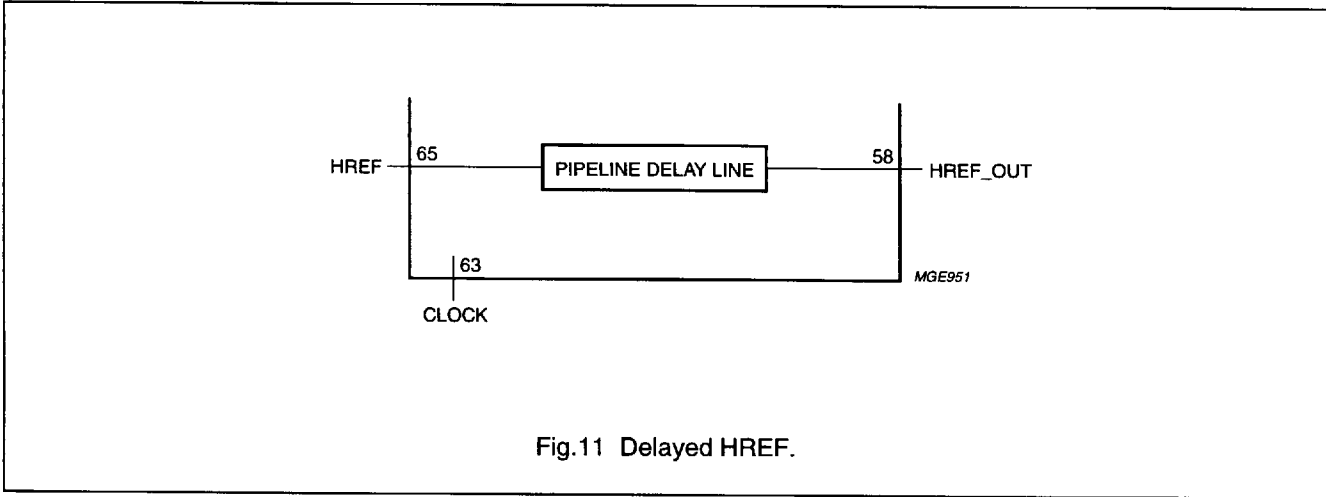 HREF
65
PIPELINE DELAY LINE
58
HREF_OUT
63
CLOCK
MGE951
Fig.11 Delayed HREF.